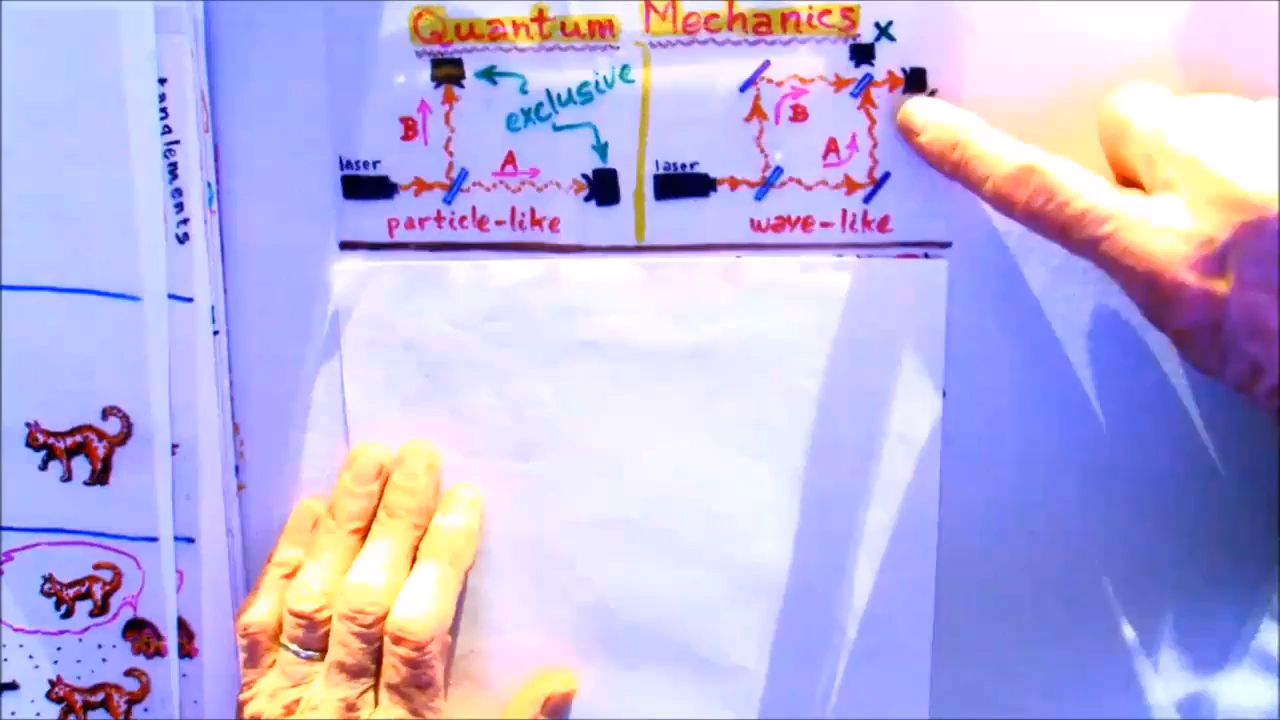 Quantum Mechanics
X
exclusive
B
B
A
laser
A
laser
particle-like
wave-like
tanglements